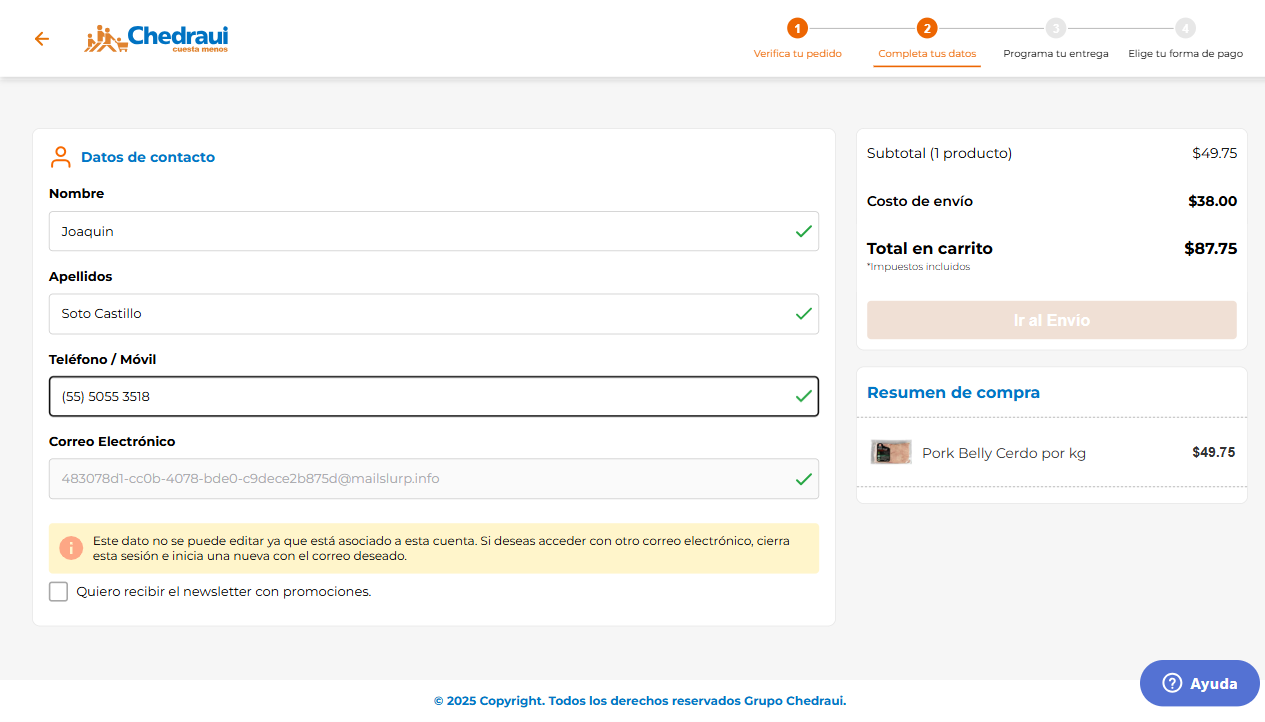 Chedraui
cuesta menos
1
Verifica tu pedido
2
Completa tus datos
3
Programa tu entrega
4
Elige tu forma de pago
Datos de contacto
Nombre
Joaquin
Apellidos
Soto Castillo
Teléfono / Móvil
(55) 5055 3518
Correo Electrónico
483078d1-cc0b-4078-bde0-c9dece2b875d@mailslurp.info
Este dato no se puede editar ya que está asociado a esta cuenta. Si deseas acceder con otro correo electrónico, cierra
esta sesión e inicia una nueva con el correo deseado.
Quiero recibir el newsletter con promociones.
Subtotal (1 producto) $49.75
Costo de envío $38.00
Total en carrito $87.75
*Impuestos incluidos
Ir al Envio
Resumen de compra
Pork Belly Cerdo por kg $49.75
Ayuda
© 2025 Copyright. Todos los derechos reservados Grupo Chedraui.